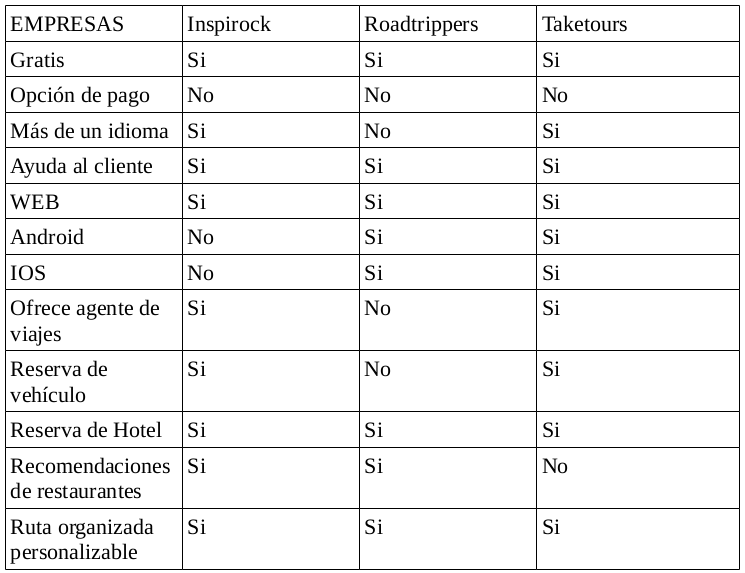 EMPRESAS Inspirock Roadtrippers Taketours
Gratis Si Si Si
Opción de pago No No No
Más de un idioma Si No Si
Ayuda al cliente Si Si Si
WEB Si Si Si
Android No Si Si
IOS No Si Si
Ofrece agente de Si No Si
viajes
Reserva de Si No Si
vehículo
Reserva de Hotel Si Si Si
Recomendaciones Si Si No
de restaurantes
Ruta organizada Si Si Si
personalizable